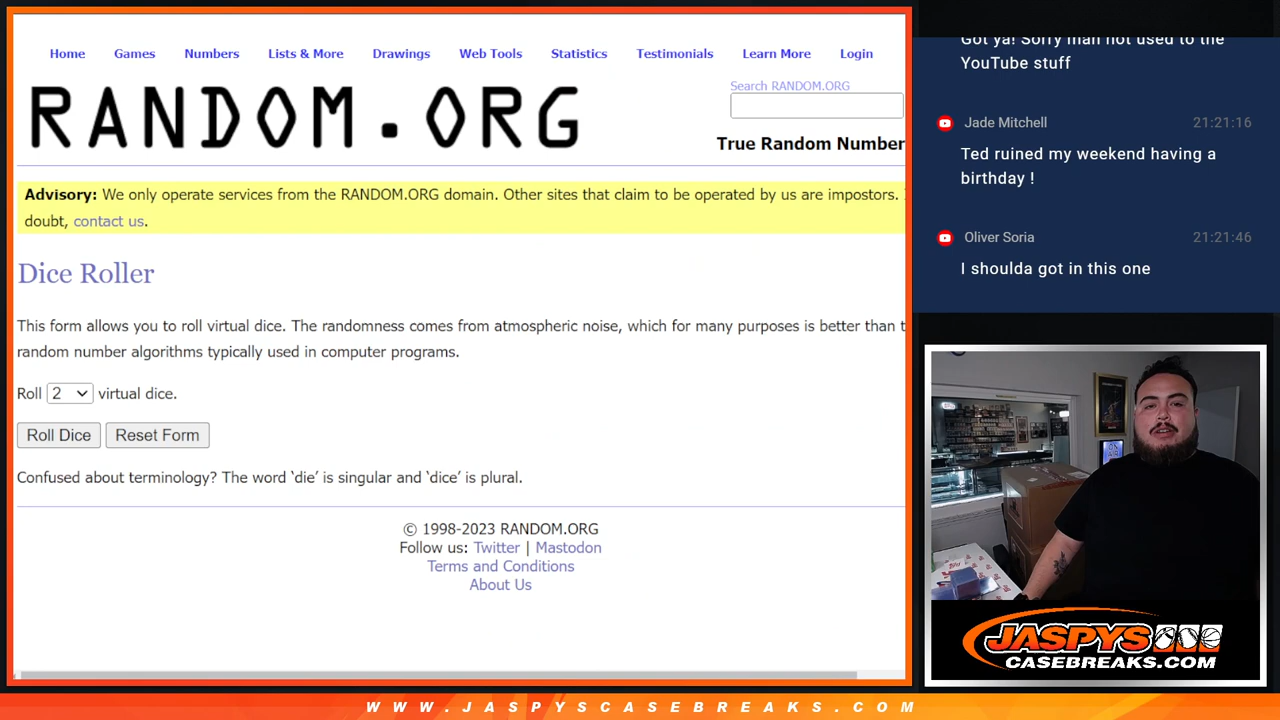 Home Games Numbers Lists & More Drawings Web Tools Statistics Testimonials Learn More Login
RANDOM.ORG
Search RANDOM.ORG
True Random Number
Advisory: We only operate services from the RANDOM.ORG domain. Other sites that claim to be operated by us are impostors.
doubt, contact us.
Dice Roller
This form allows you to roll virtual dice. The randomness comes from atmospheric noise, which for many purposes is better than t
random number algorithms typically used in computer programs.
Roll 2 virtual dice.
Roll Dice Reset Form
Confused about terminology? The word ‘die’ is singular and ‘dice’ is plural.
© 1998-2023 RANDOM.ORG
Follow us: Twitter | Mastodon
Terms and Conditions
About Us
Got ya! Sorry man not used to the
YouTube stuff
Jade Mitchell 21:21:16
Ted ruined my weekend having a
birthday !
Oliver Soria 21:21:46
I shoulda got in this one
JASPYS
CASEBREAKS.COM
WWW.JASPYSCASEBREAKS.COM